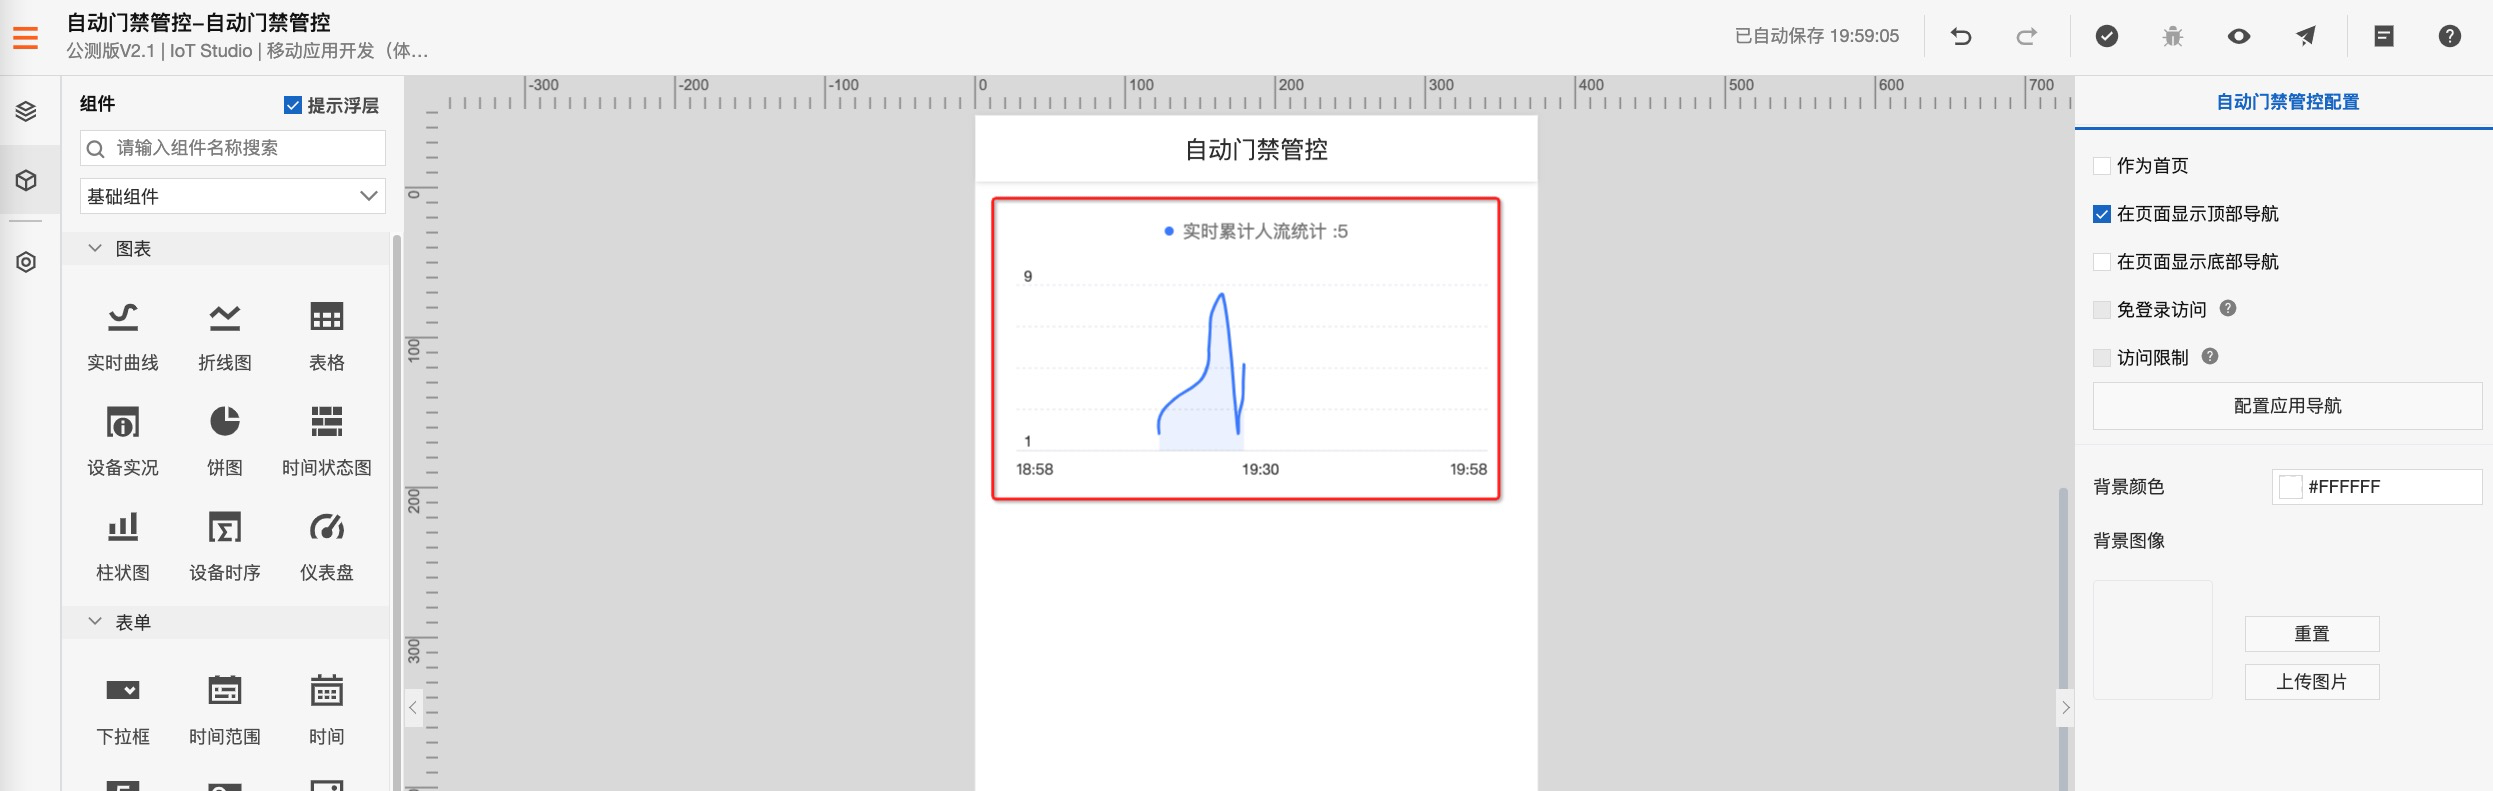 自动门禁管控-自动门禁管控
公测版V2.1 | IoT Studio | 移动应用开发（体...
已自动保存 19:59:05
组件
提示浮层
请输入组件名称搜索
基础组件
图表
实时曲线
折线图
表格
设备实况
饼图
时间状态图
柱状图
设备时序
仪表盘
表单
下拉框
时间范围
时间
-300
-200
-100
0
100
200
300
400
500
600
700
0
100
200
300
自动门禁管控
实时累计人流统计 :5
9
1
18:58
19:30
19:58
自动门禁管控配置
作为首页
在页面显示顶部导航
在页面显示底部导航
免登录访问
访问限制
配置应用导航
背景颜色
#FFFFFF
背景图像
重置
上传图片